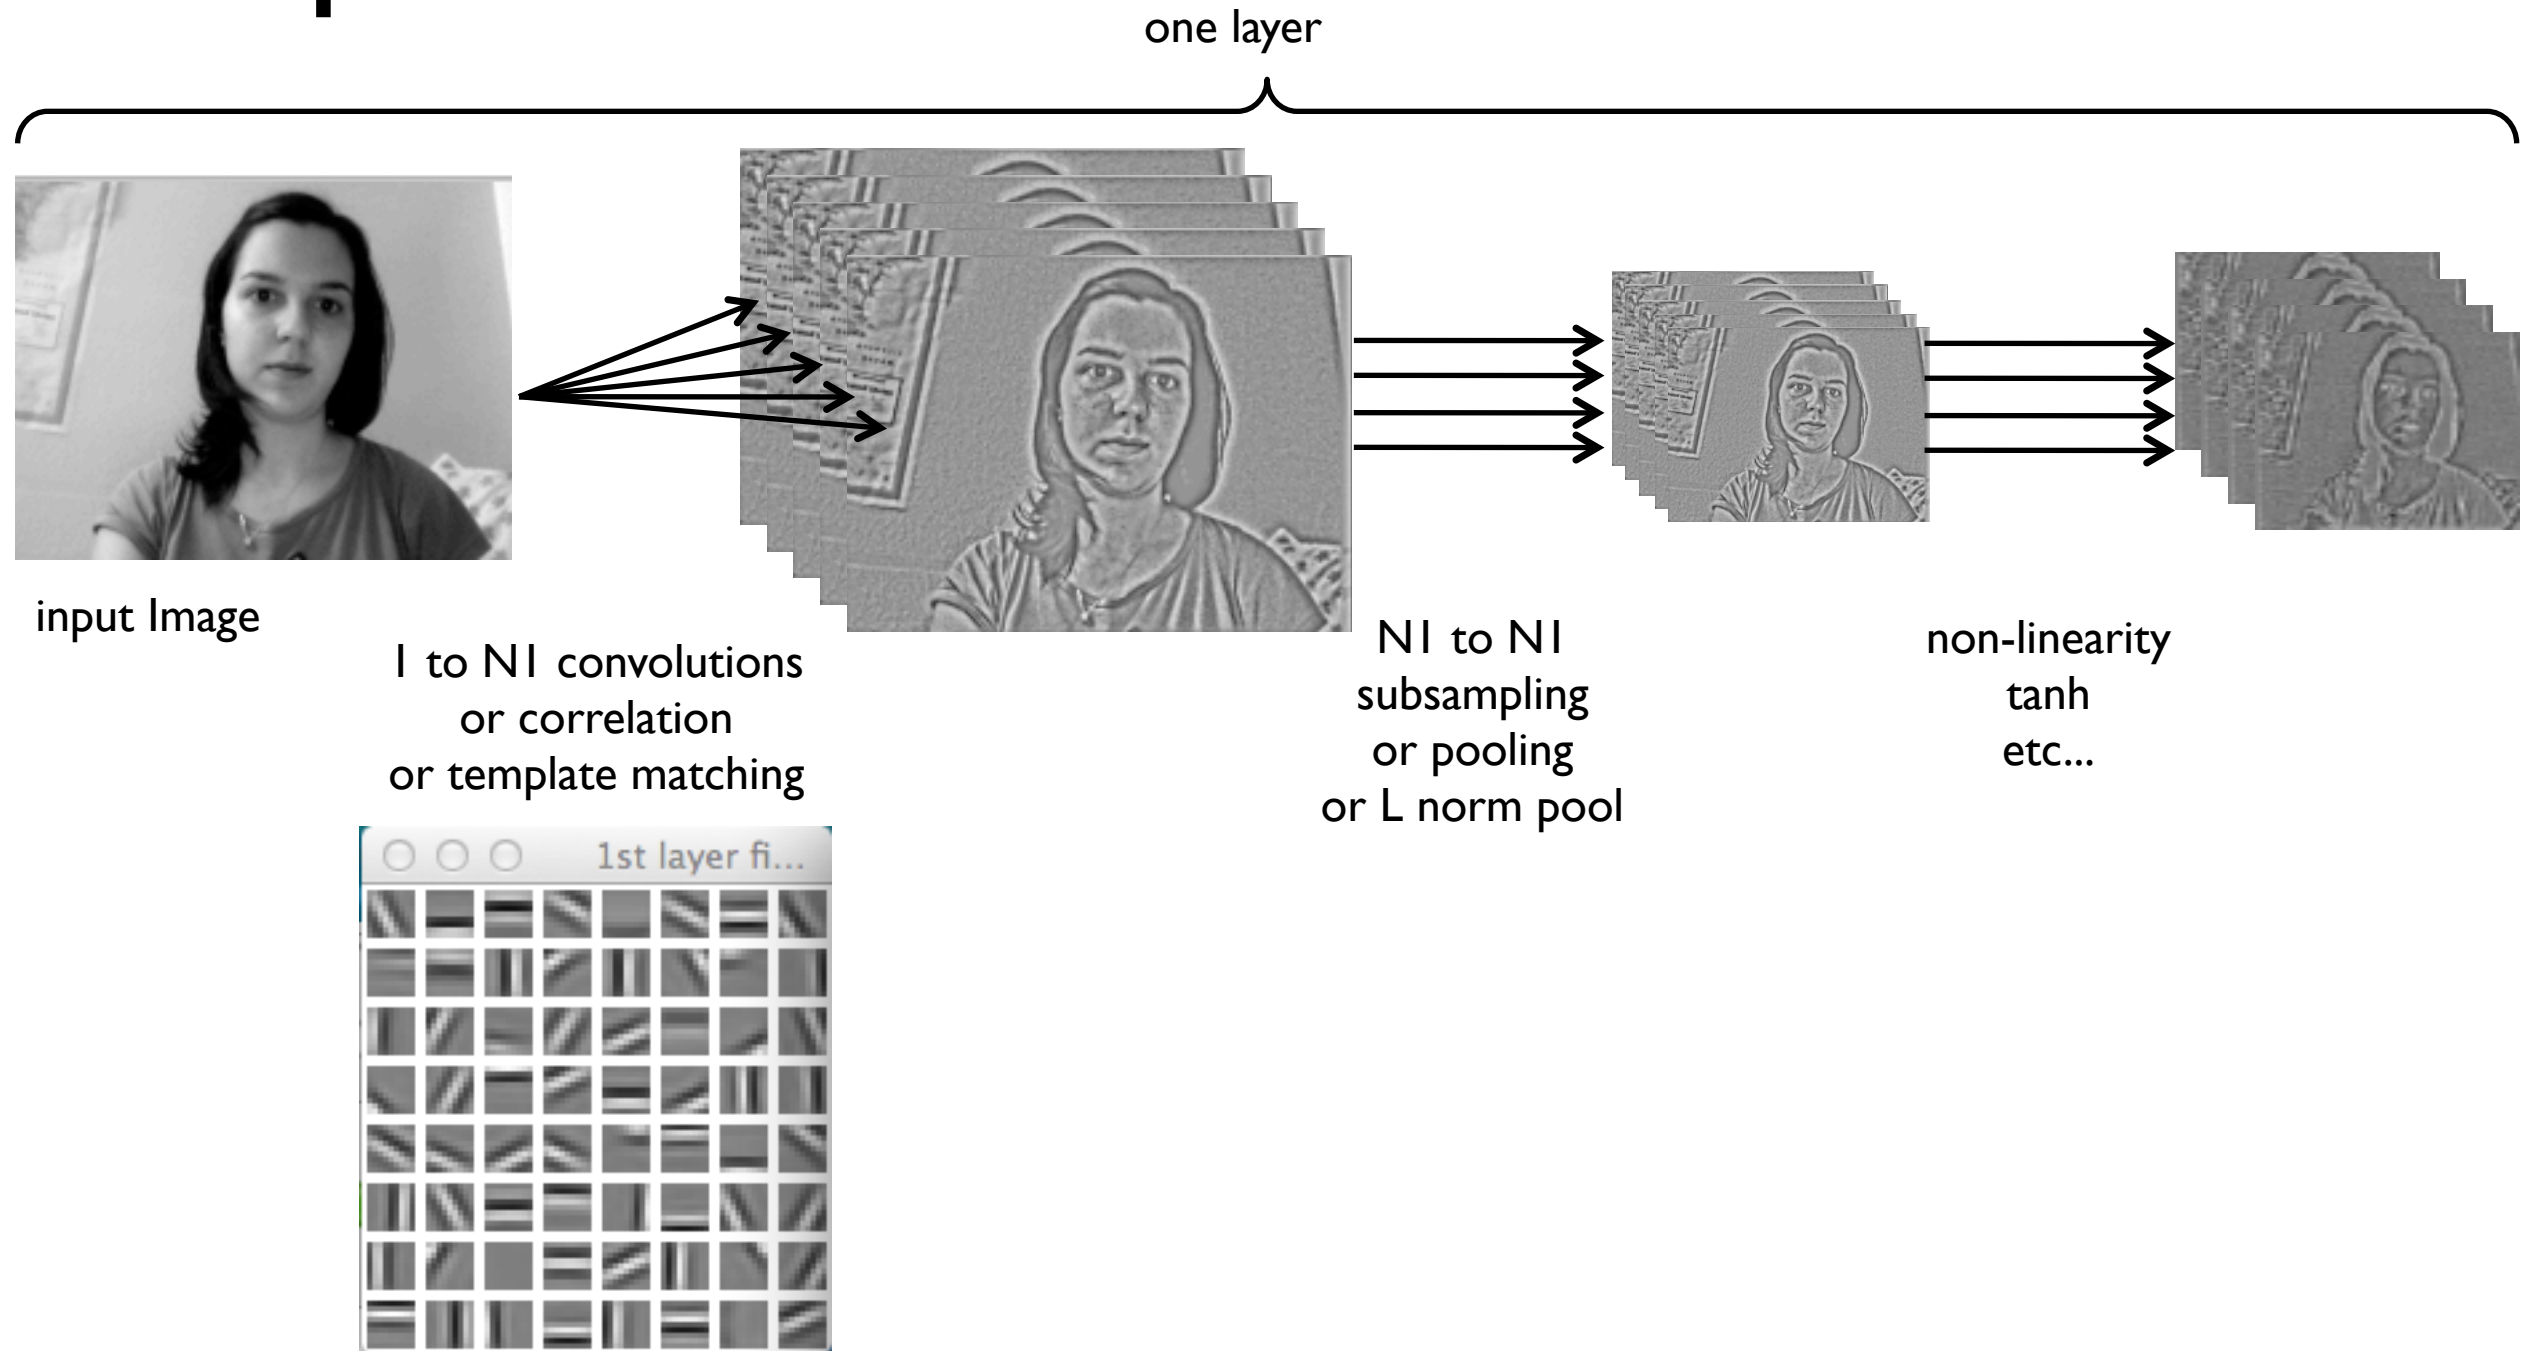 one layer
input Image
1 to N1 convolutions
or correlation
or template matching
N1 to N1
subsampling
or pooling
or L norm pool
non-linearity
tanh
etc...
1st layer fi...